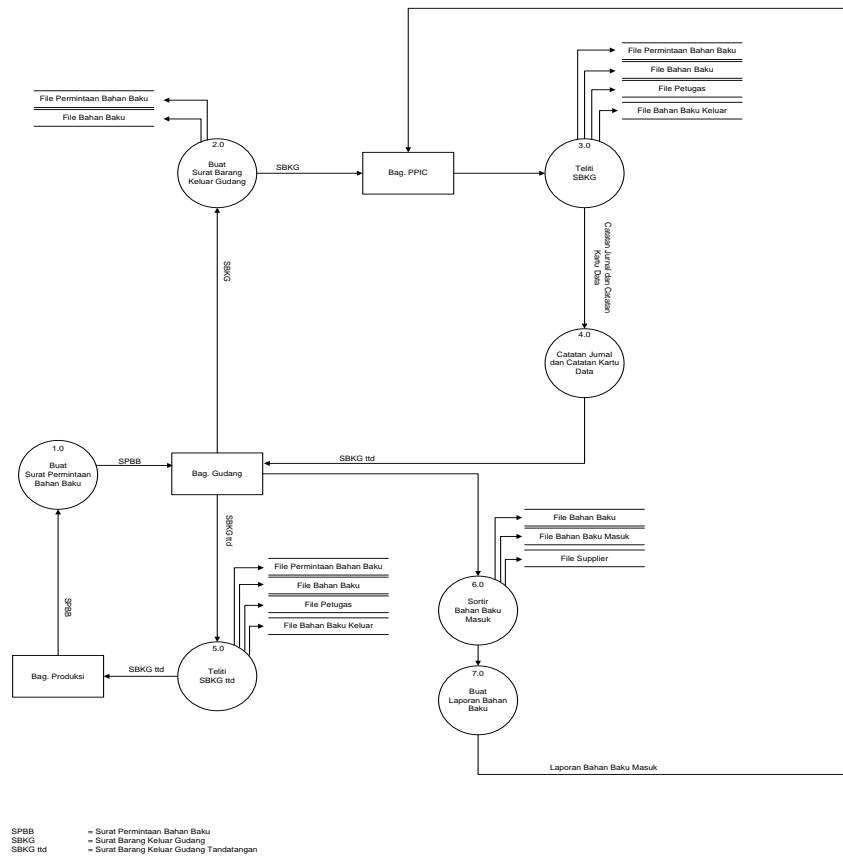 File Permintaan Bahan Baku
File Bahan Baku
2.0
Buat
Surat Barang
Keluar Gudang
SBKG
Bag. PPIC
File Permintaan Bahan Baku
File Bahan Baku
File Petugas
File Bahan Baku Keluar
3.0
Teliti
SBKG
Catatan Jurnal dan Catatan
Kartu Data
4.0
Catatan Jurnal
dan Catatan Kartu
Data
SBKG
SBKG ttd
1.0
Buat
Surat Permintaan
Bahan Baku
SPBB
Bag. Gudang
SBKG ttd
SPBB
File Permintaan Bahan Baku
File Bahan Baku
File Petugas
File Bahan Baku Keluar
5.0
Teliti
SBKG ttd
SBKG ttd
Bag. Produksi
File Bahan Baku
File Bahan Baku Masuk
File Supplier
6.0
Sortir
Bahan Baku
Masuk
7.0
Buat
Laporan Bahan
Baku
Laporan Bahan Baku Masuk
SPBB = Surat Permintaan Bahan Baku
SBKG = Surat Barang Keluar Gudang
SBKG ttd = Surat Barang Keluar Gudang Tandatangan